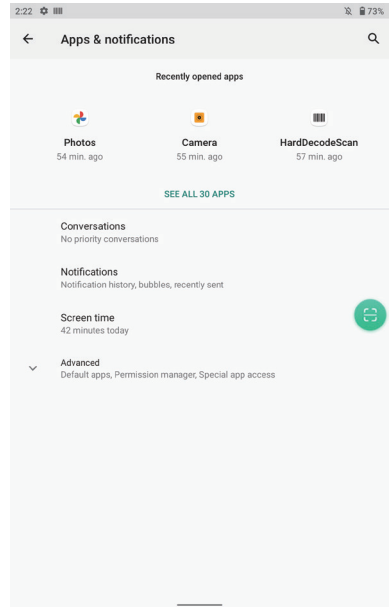 2:22
73%
Apps & notifications
Recently opened apps
Photos
54 min. ago
Camera
55 min. ago
HardDecodeScan
57 min. ago
SEE ALL 30 APPS
Conversations
No priority conversations
Notifications
Notification history, bubbles, recently sent
Screen time
42 minutes today
Advanced
Default apps, Permission manager, Special app access